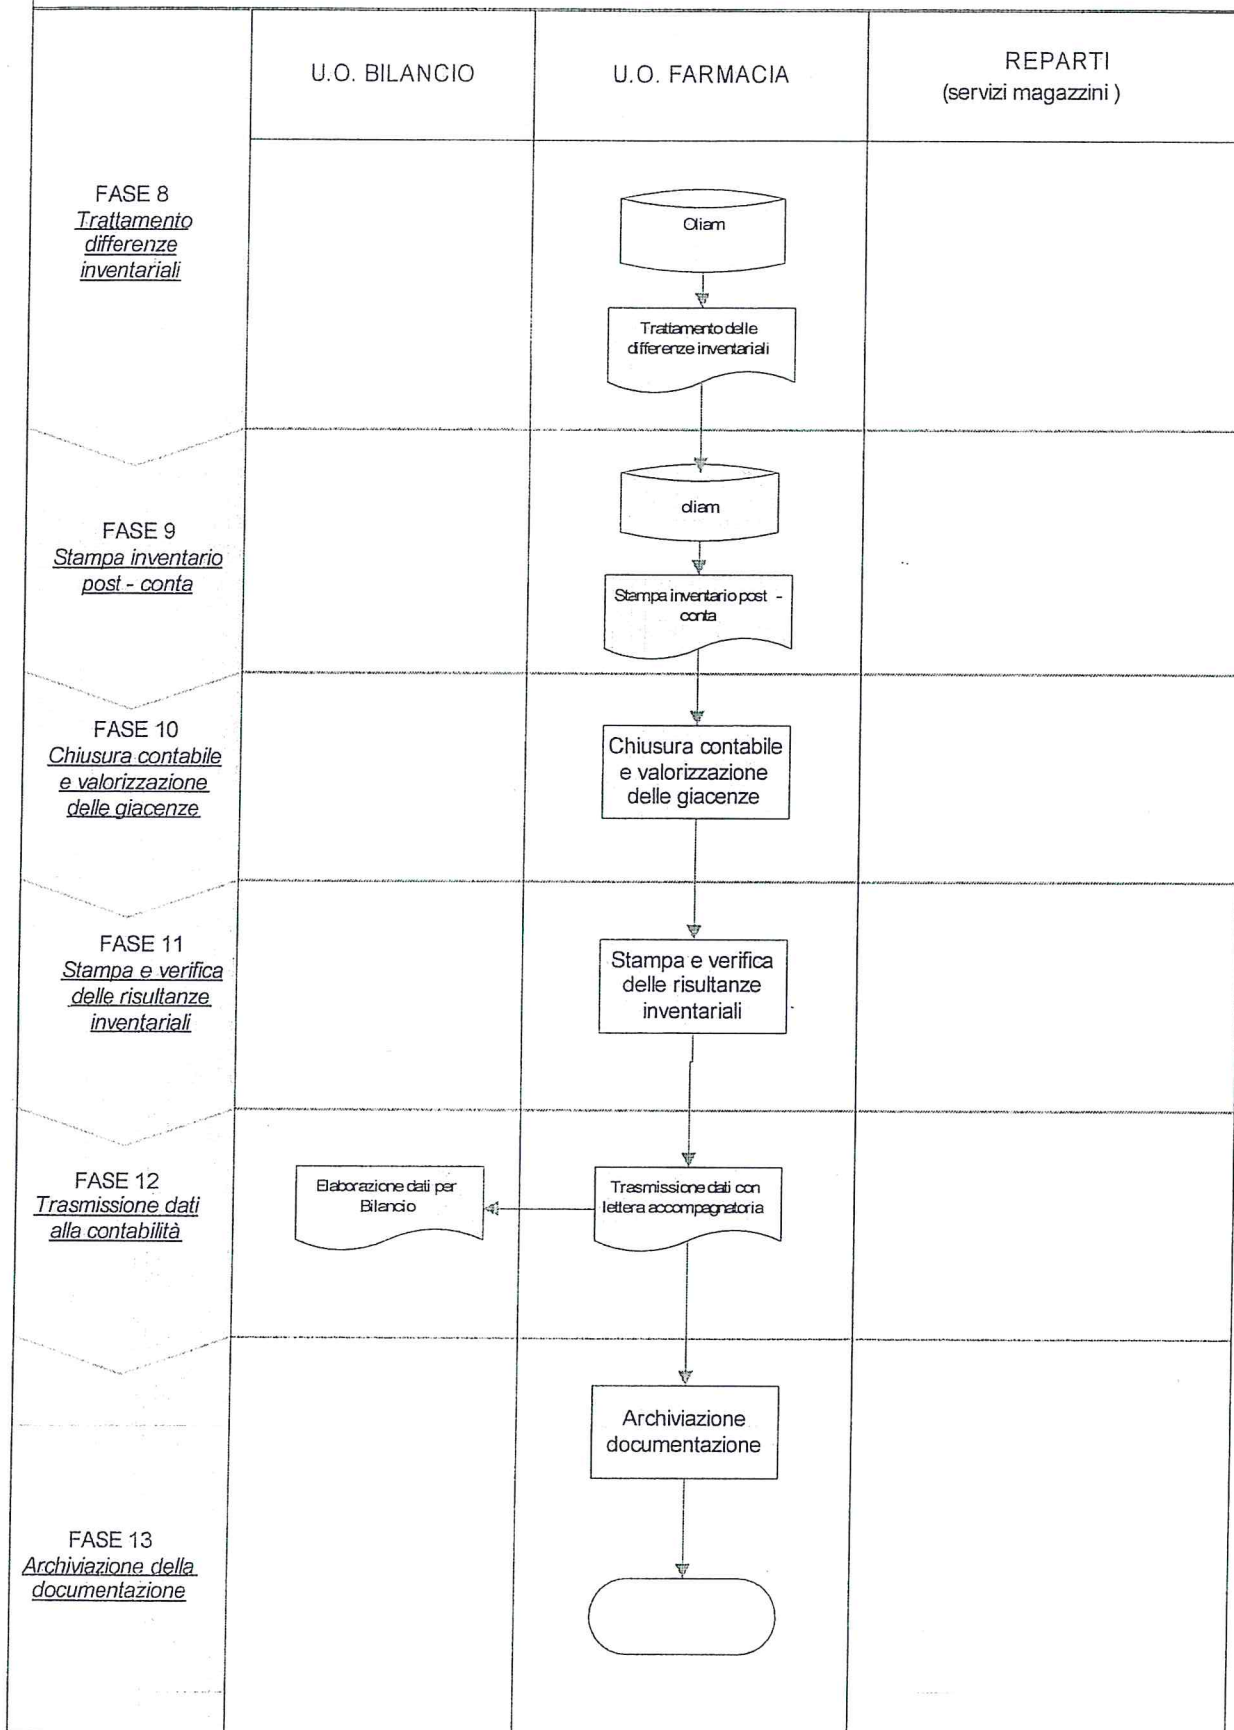 U.O. BILANCIO
U.O. FARMACIA
REPARTI
(servizi magazzini )
FASE 8
Trattamento
differenze
inventariali
Oliam
Trattamento delle
differenze inventariali
FASE 9
Stampa inventario
post - conta
oliam
Stampa inventario post -
conta
FASE 10
Chiusura contabile
e valorizzazione
delle giacenze
Chiusura contabile
e valorizzazione
delle giacenze
FASE 11
Stampa e verifica
delle risultanze
inventariali
Stampa e verifica
delle risultanze
inventariali
FASE 12
Trasmissione dati
alla contabilità
Elaborazione dati per
Bilancio
Trasmissione dati con
lettera accompagnatoria
Archiviazione
documentazione
FASE 13
Archiviazione della
documentazione